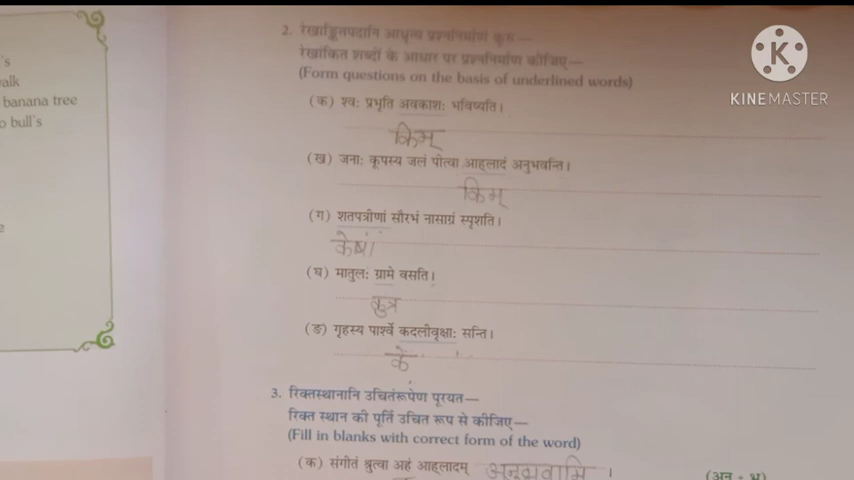 's
alk
banana tree
o bull's
KINEMASTER
2. रेखाङ्कितपदानि आधृत्य प्रश्ननिर्माणं कुरु—
रेखांकित शब्दों के आधार पर प्रश्ननिर्माण कीजिए—
(Form questions on the basis of underlined words)
(क) श्वः प्रभृति अवकाशः भविष्यति।
किम्
(ख) जनाः कूपस्य जलं पीत्वा आह्लादं अनुभवन्ति।
किम्
(ग) शतपत्रीणां सौरभं नासाग्रं स्पृशति।
केषां
(घ) मातुलः ग्रामे वसति।
कुत्र
(ङ) गृहस्य पार्श्वे कदलीवृक्षाः सन्ति।
के
3. रिक्तस्थानानि उचितंरूपेण पूरयत—
रिक्त स्थान की पूर्ति उचित रूप से कीजिए—
(Fill in blanks with correct form of the word)
(क) संगीतं श्रुत्वा अहं आह्लादम् अनुभवामि । (अनु + भू)